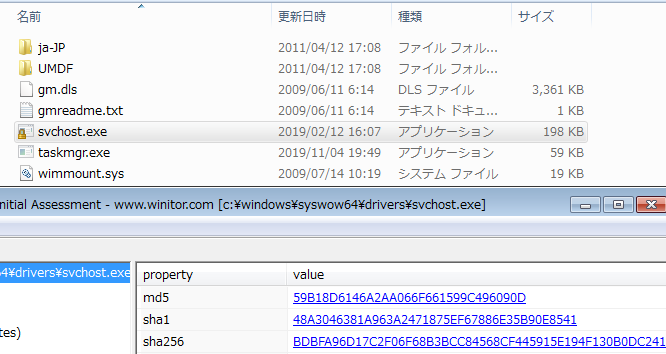 名前 更新日時 種類 サイズ
ja-JP 2011/04/12 17:08 ファイル フォル...
UMDF 2011/04/12 17:08 ファイル フォル...
gm.dls 2009/06/11 6:14 DLS ファイル 3,361 KB
gmreadme.txt 2009/06/11 6:14 テキスト ドキュ... 1 KB
svchost.exe 2019/02/12 16:07 アプリケーション 198 KB
taskmgr.exe 2019/11/04 19:49 アプリケーション 59 KB
wimmount.sys 2009/07/14 10:19 システム ファイル 19 KB
nitial Assessment - www.winitor.com [c:¥windows¥syswow64¥drivers¥svchost.exe]
4¥drivers¥svchost.exe
property value
md5 59B18D6146A2AA066F661599C496090D
sha1 48A3046381A963A2471875EF67886E35B90E8541
tes)
sha256 BDBFA96D17C2F06F68B3BCC84568CF445915E194F130B0DC241